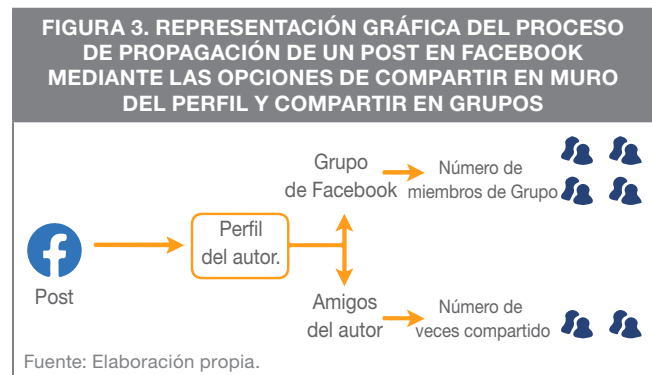 FIGURA 3. REPRESENTACIÓN GRÁFICA DEL PROCESO
DE PROPAGACIÓN DE UN POST EN FACEBOOK
MEDIANTE LAS OPCIONES DE COMPARTIR EN MURO
DEL PERFIL Y COMPARTIR EN GRUPOS
Post
Perfil
del autor.
Grupo
de Facebook
Número de
miembros de Grupo
Amigos
del autor
Número de
veces compartido
Fuente: Elaboración propia.